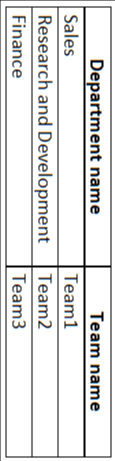 Department name Team name
Sales Team1
Research and Development Team2
Finance Team3